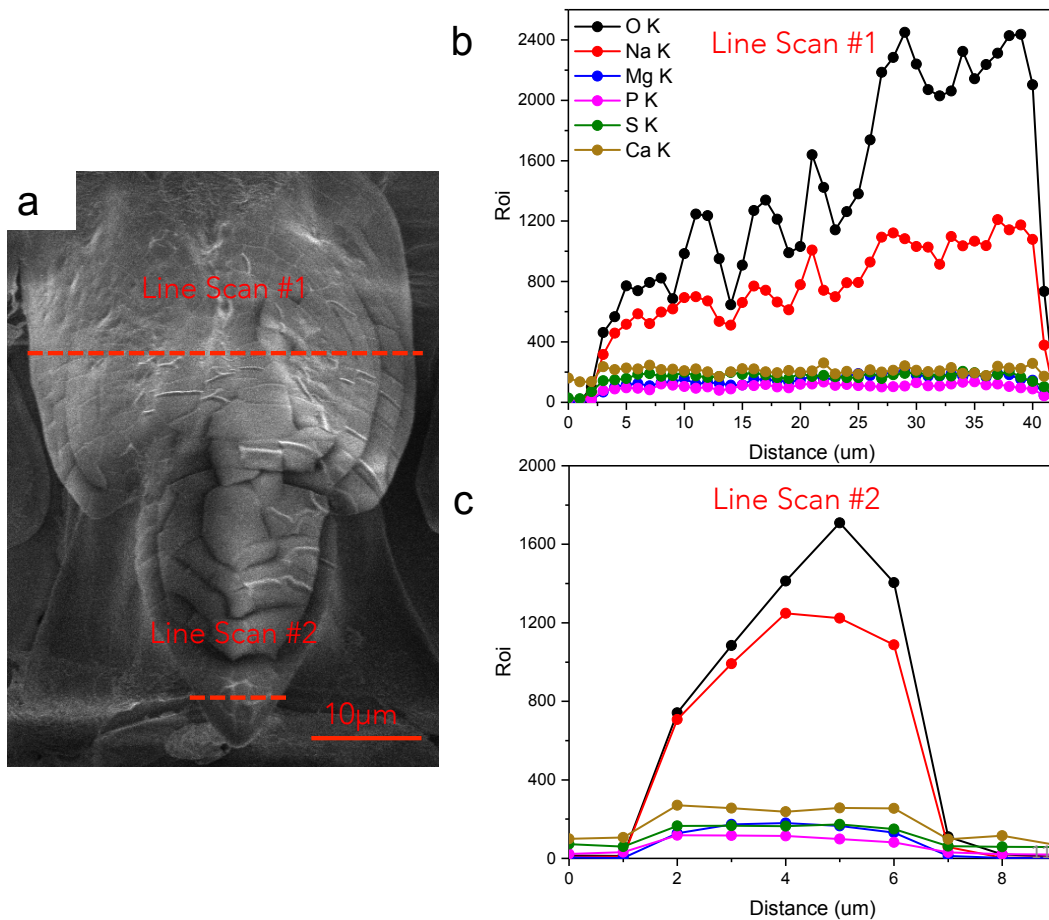 a
Line Scan #1
Line Scan #2
10μm
b
Line Scan #1
O K
Na K
Mg K
P K
S K
Ca K
Roi
2400
2000
1600
1200
800
400
0
0 5 10 15 20 25 30 35 40
Distance (um)
c
Line Scan #2
Roi
2000
1600
1200
800
400
0
0 2 4 6 8
Distance (um)